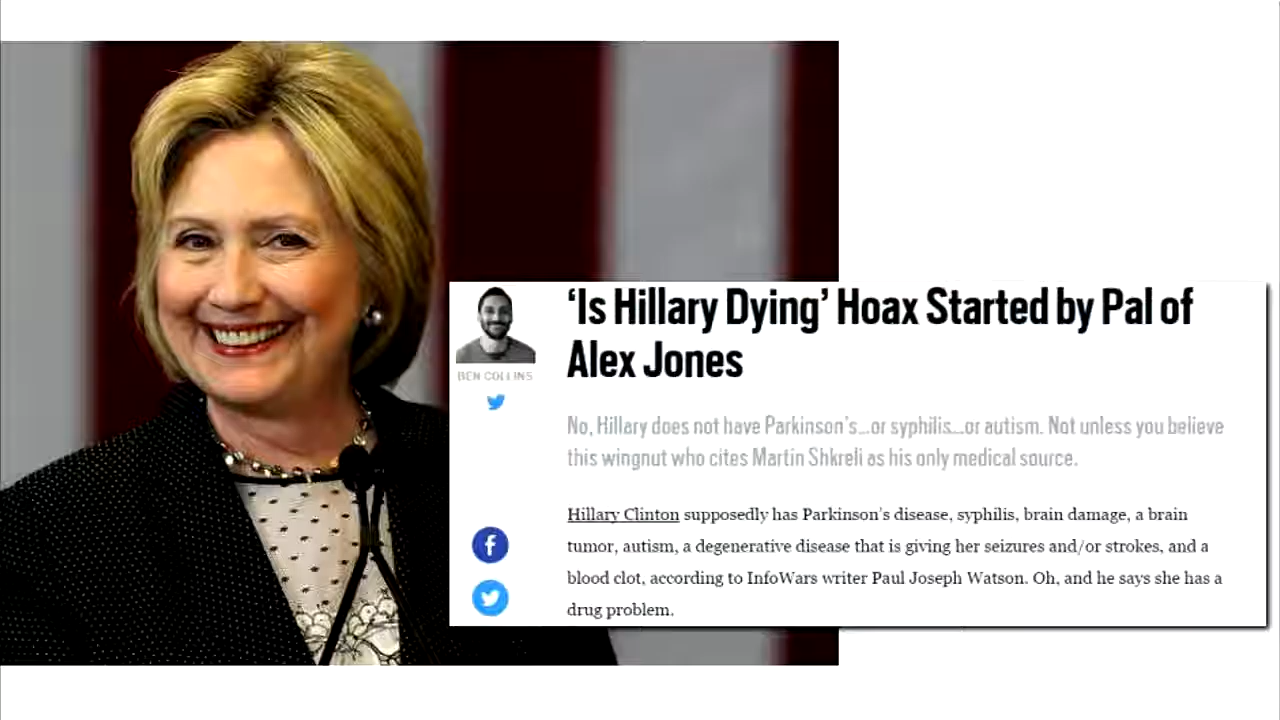 ‘Is Hillary Dying’ Hoax Started by Pal of
Alex Jones
BEN COLLINS
No, Hillary does not have Parkinson’s...or syphilis...or autism. Not unless you believe
this wingnut who cites Martin Shkreli as his only medical source.
Hillary Clinton supposedly has Parkinson’s disease, syphilis, brain damage, a brain
tumor, autism, a degenerative disease that is giving her seizures and/or strokes, and a
blood clot, according to InfoWars writer Paul Joseph Watson. Oh, and he says she has a
drug problem.